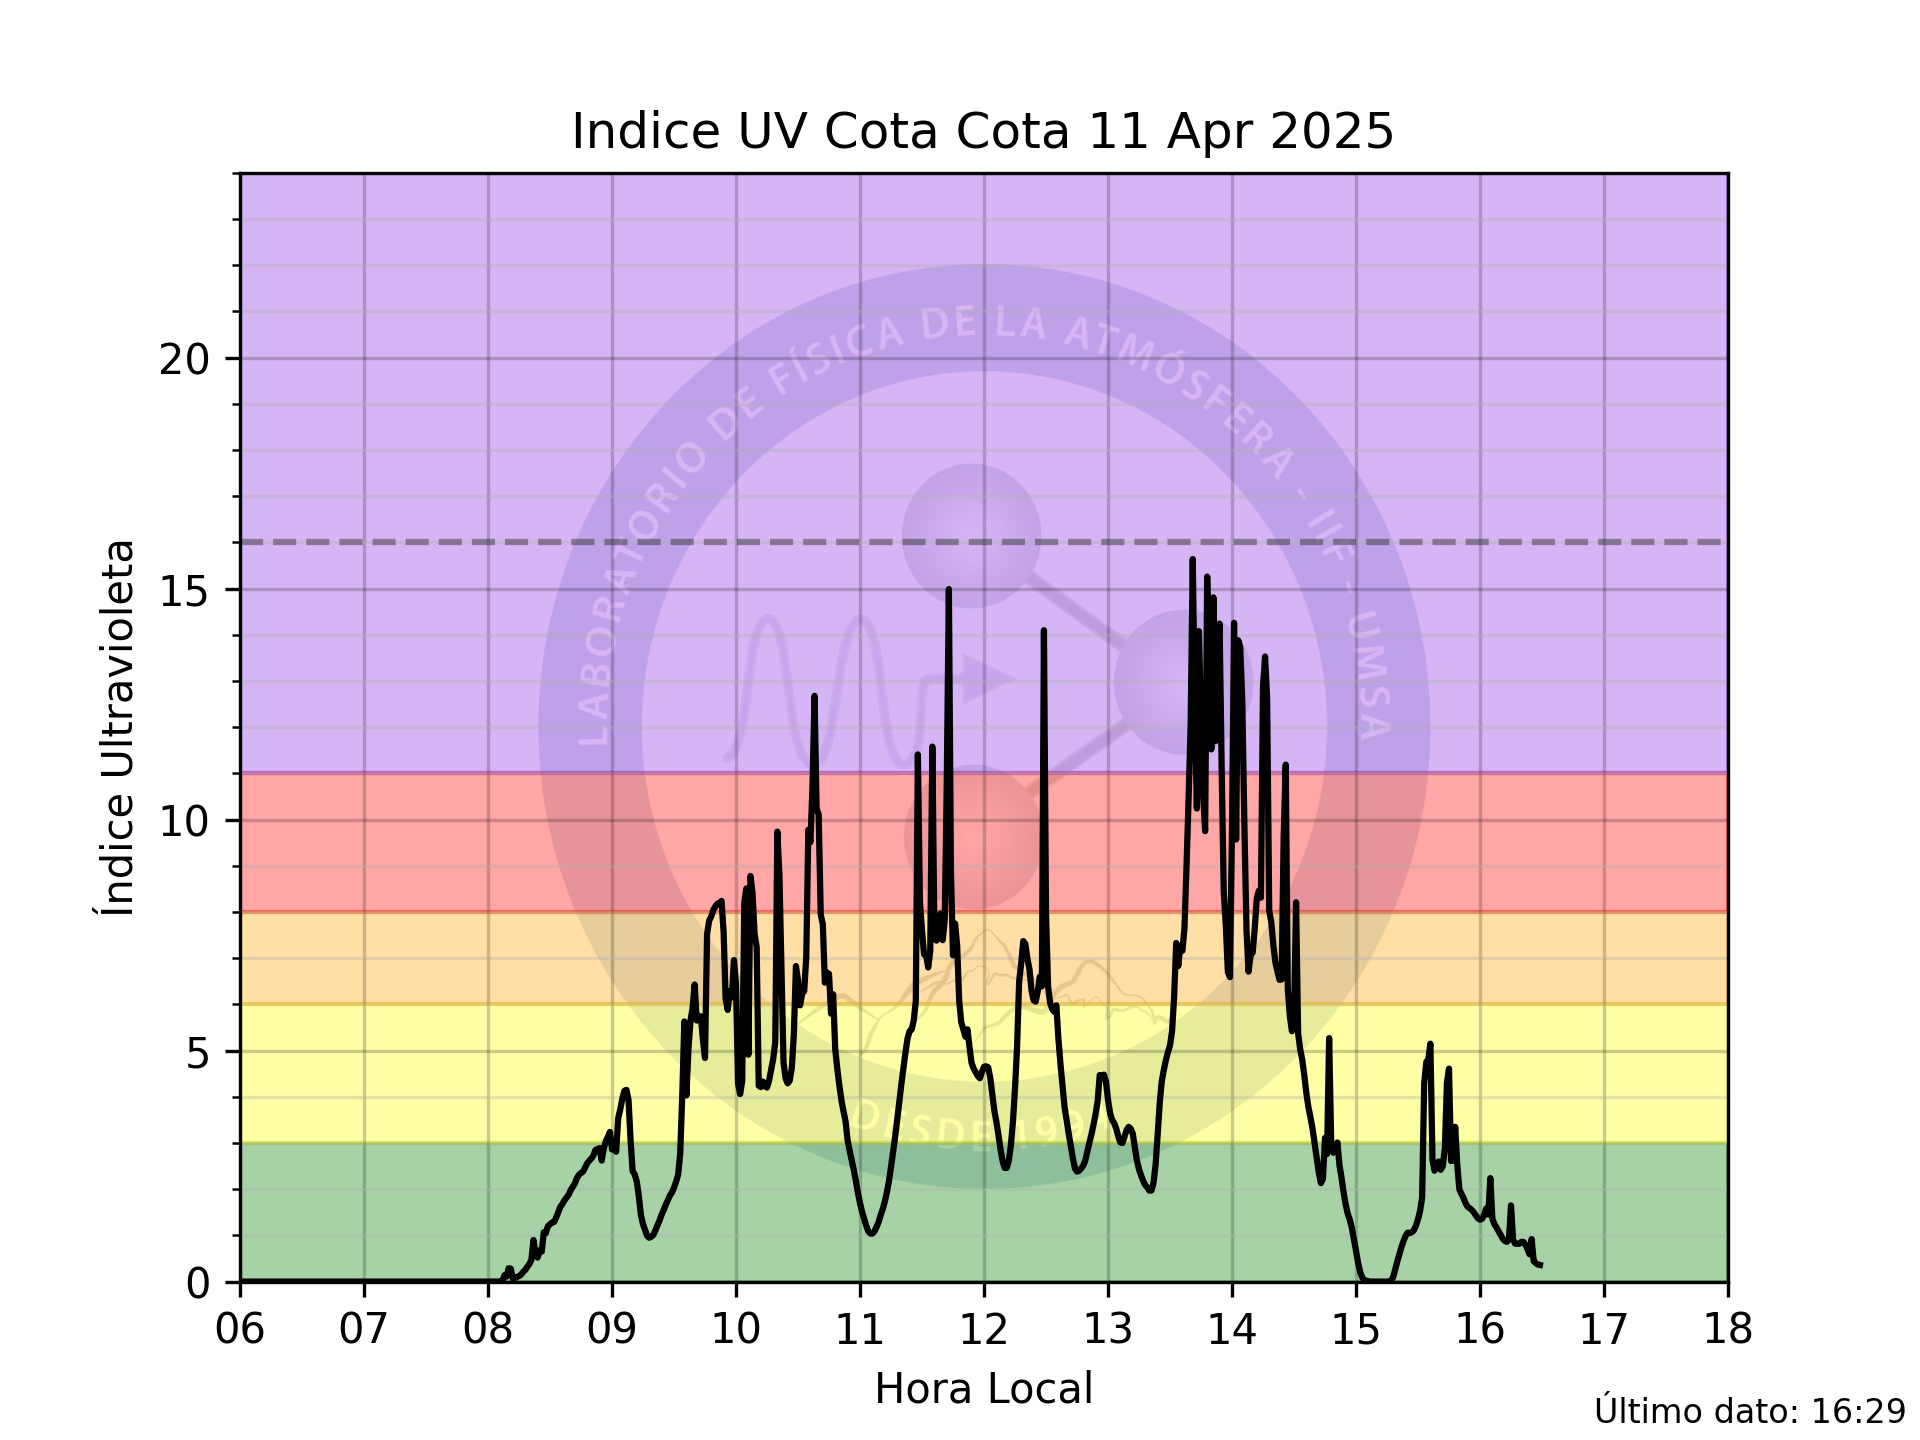 Indice UV Cota Cota 11 Apr 2025
LABORATORIO DE FÍSICA DE LA ATMÓSFERA - IIF - UMSA
DESDE
Índice Ultravioleta
20
15
10
5
0
06 07 08 09 10 11 12 13 14 15 16 17 18
Hora Local
Último dato: 16:29